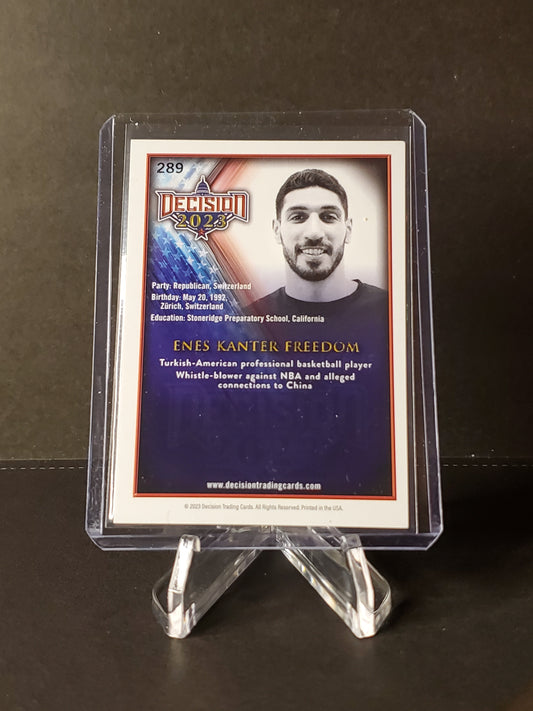 289
DECISION
2023
Party: Republican, Switzerland
Birthday: May 20, 1992,
Zürich, Switzerland
Education: Stoneridge Preparatory School, California
ENES KANTER FREEDOM
Turkish-American professional basketball player
Whistle-blower against NBA and alleged
connections to China
www.decisiontradingcards.com
© 2023 Decision Trading Cards. All Rights Reserved. Printed in the USA.